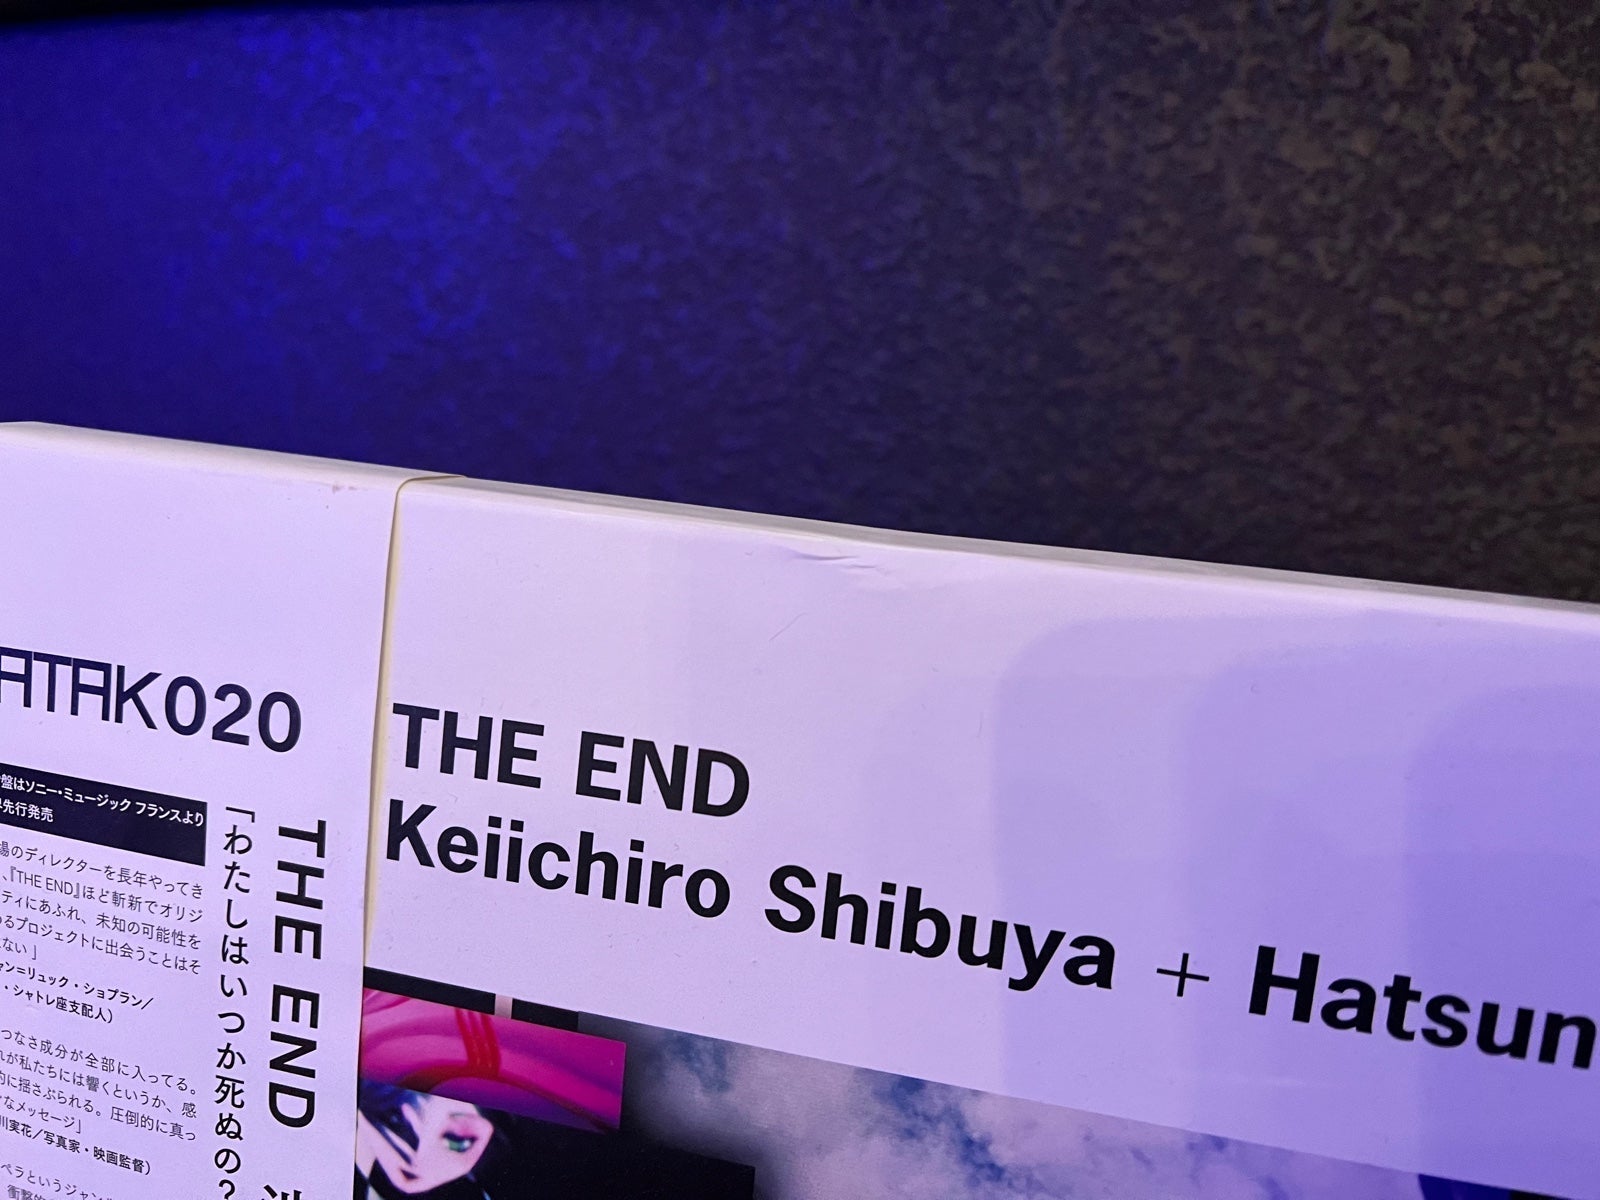 ATAK020
盤はソニー・ミュージック フランスより
先行発売
場のディレクターを長年やってき
、『THE END』ほど斬新でオリジ
ティにあふれ、未知の可能性を
るプロジェクトに出会うことはそ
ない」
ャン=リュック・ショプラン/
・シャトレ座支配人)
つなさ成分が全部に入ってる。
れが私たちには響くというか、感
的に揺さぶられる。圧倒的に真っ
なメッセージ」
川実花/写真家・映画監督)
ペラというジャン
THE END
「わたしはいつか死ぬの?
THE END
Keiichiro Shibuya + Hatsun